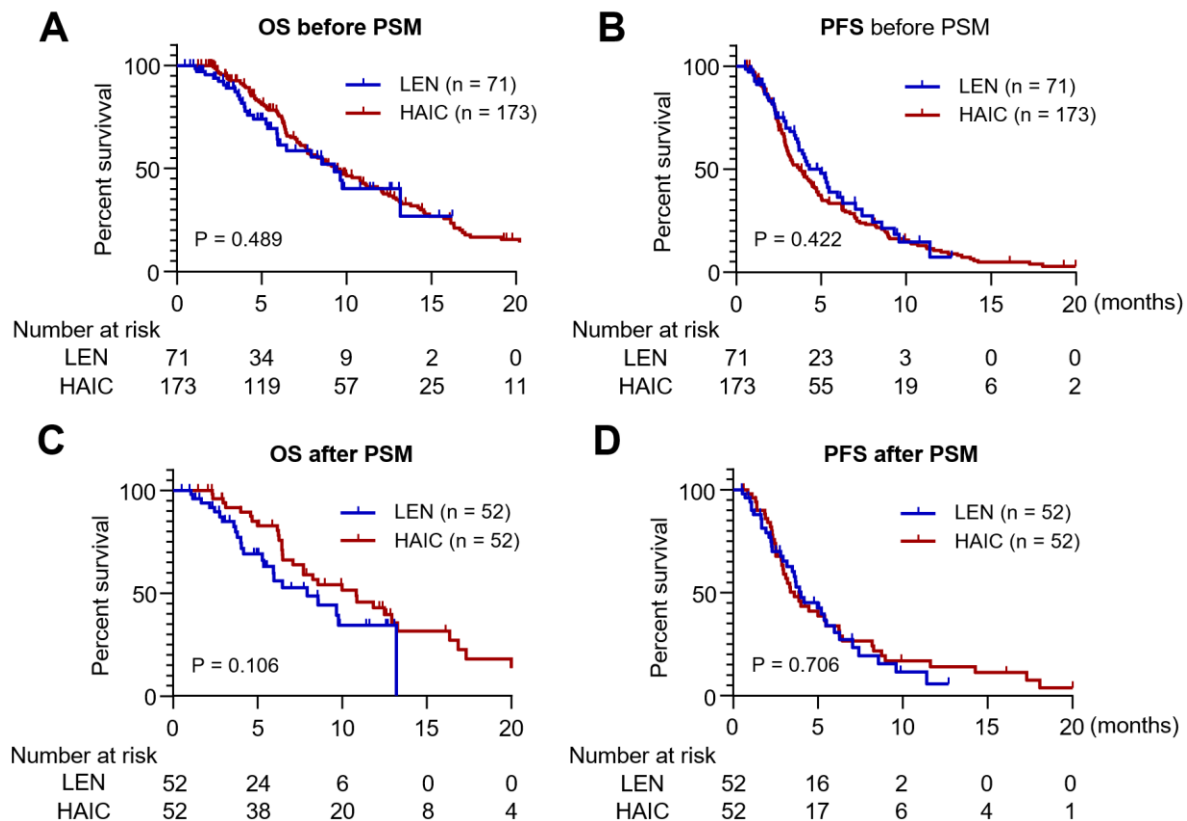 A
OS before PSM
Percent survivval
100
50
0
LEN (n = 71)
HAIC (n = 173)
P = 0.489
0 5 10 15 20
Number at risk
LEN 71 34 9 2 0
HAIC 173 119 57 25 11
B
PFS before PSM
Percent survival
100
50
0
LEN (n = 71)
HAIC (n = 173)
P = 0.422
0 5 10 15 20 (months)
Number at risk
LEN 71 23 3 0 0
HAIC 173 55 19 6 2
C
OS after PSM
Percent survival
100
50
0
LEN (n = 52)
HAIC (n = 52)
P = 0.106
0 5 10 15 20
Number at risk
LEN 52 24 6 0 0
HAIC 52 38 20 8 4
D
PFS after PSM
Percent survival
100
50
0
LEN (n = 52)
HAIC (n = 52)
P = 0.706
0 5 10 15 20 (months)
Number at risk
LEN 52 16 2 0 0
HAIC 52 17 6 4 1